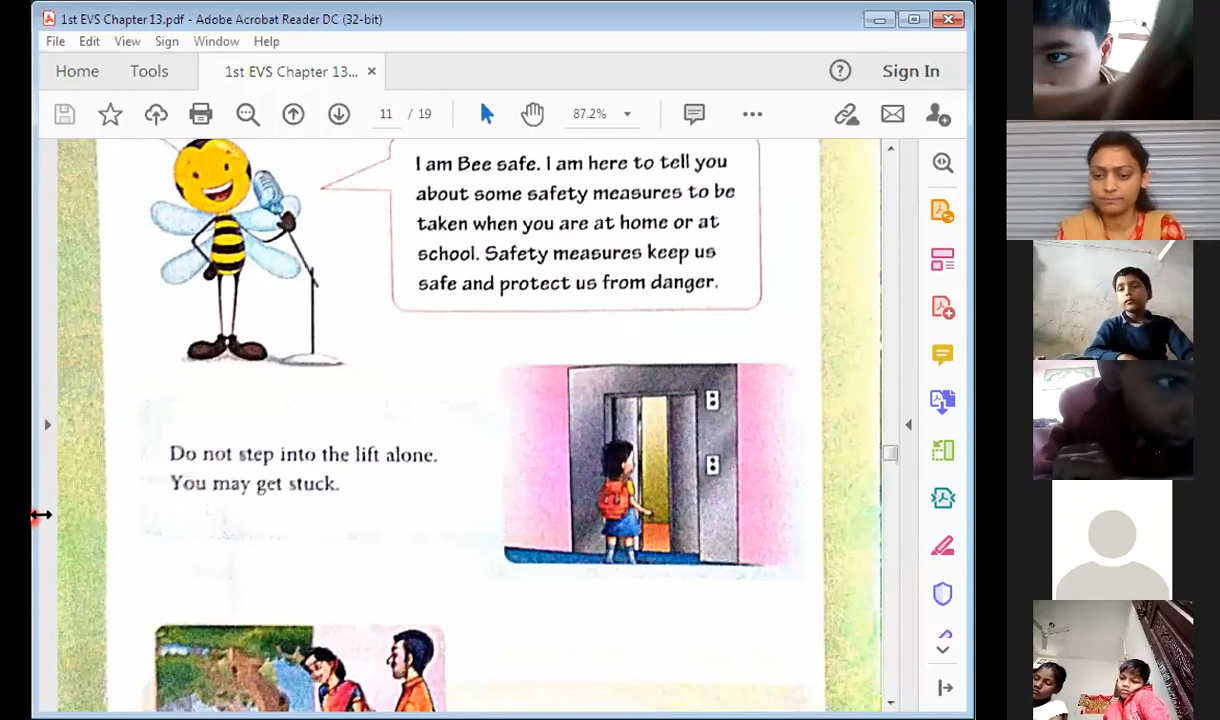 1st EVS Chapter 13.pdf - Adobe Acrobat Reader DC (32-bit)
File Edit View Sign Window Help
Home Tools 1st EVS Chapter 13... × Sign In
11 / 19 87.2%
I am Bee safe. I am here to tell you
about some safety measures to be
taken when you are at home or at
school. Safety measures keep us
safe and protect us from danger.
Do not step into the lift alone.
You may get stuck.